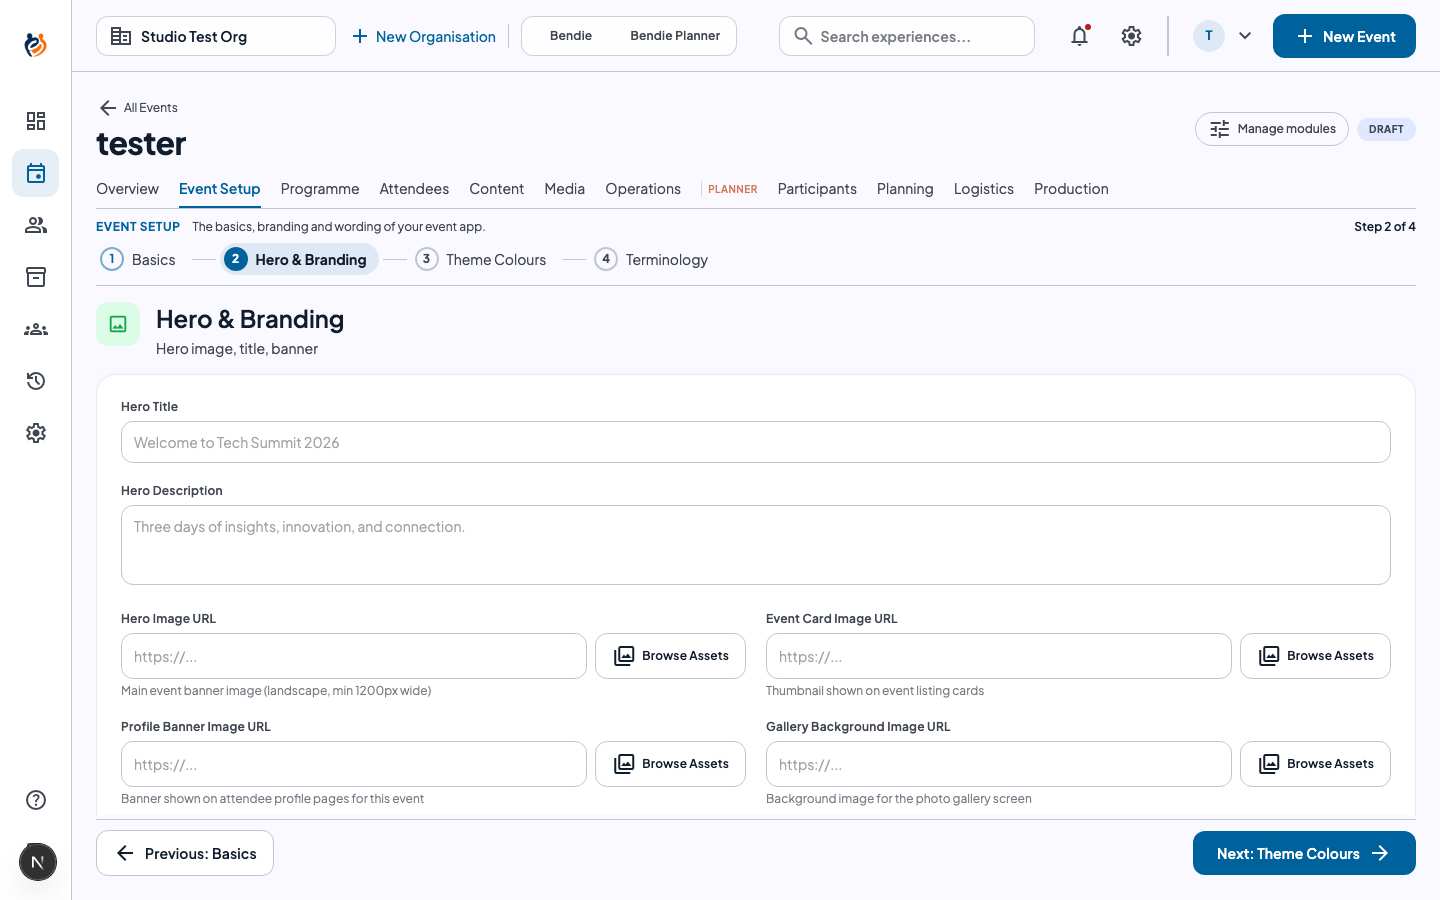 Studio Test Org
New Organisation
Bendie
Bendie Planner
Search experiences...
T
New Event
All Events
tester
Manage modules
DRAFT
Overview
Event Setup
Programme
Attendees
Content
Media
Operations
PLANNER
Participants
Planning
Logistics
Production
EVENT SETUP
The basics, branding and wording of your event app.
Step 2 of 4
1
Basics
2
Hero & Branding
3
Theme Colours
4
Terminology
Hero & Branding
Hero image, title, banner
Hero Title
Welcome to Tech Summit 2026
Hero Description
Three days of insights, innovation, and connection.
Hero Image URL
https://...
Browse Assets
Main event banner image (landscape, min 1200px wide)
Event Card Image URL
https://...
Browse Assets
Thumbnail shown on event listing cards
Profile Banner Image URL
https://...
Browse Assets
Banner shown on attendee profile pages for this event
Gallery Background Image URL
https://...
Browse Assets
Background image for the photo gallery screen
N
Previous: Basics
Next: Theme Colours